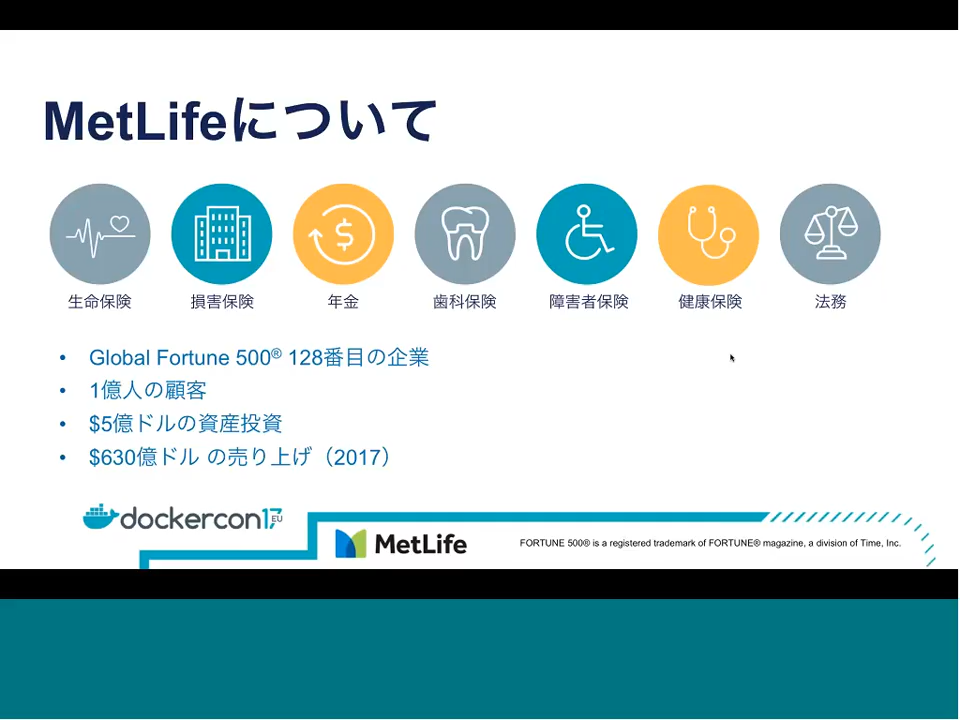 MetLifeについて
生命保険
損害保険
年金
歯科保険
障害者保険
健康保険
法務
• Global Fortune 500® 128番目の企業
• 1億人の顧客
• $5億ドルの資産投資
• $630億ドル の売り上げ（2017）
dockercon17 EU
MetLife
FORTUNE 500® is a registered trademark of FORTUNE® magazine, a division of Time, Inc.